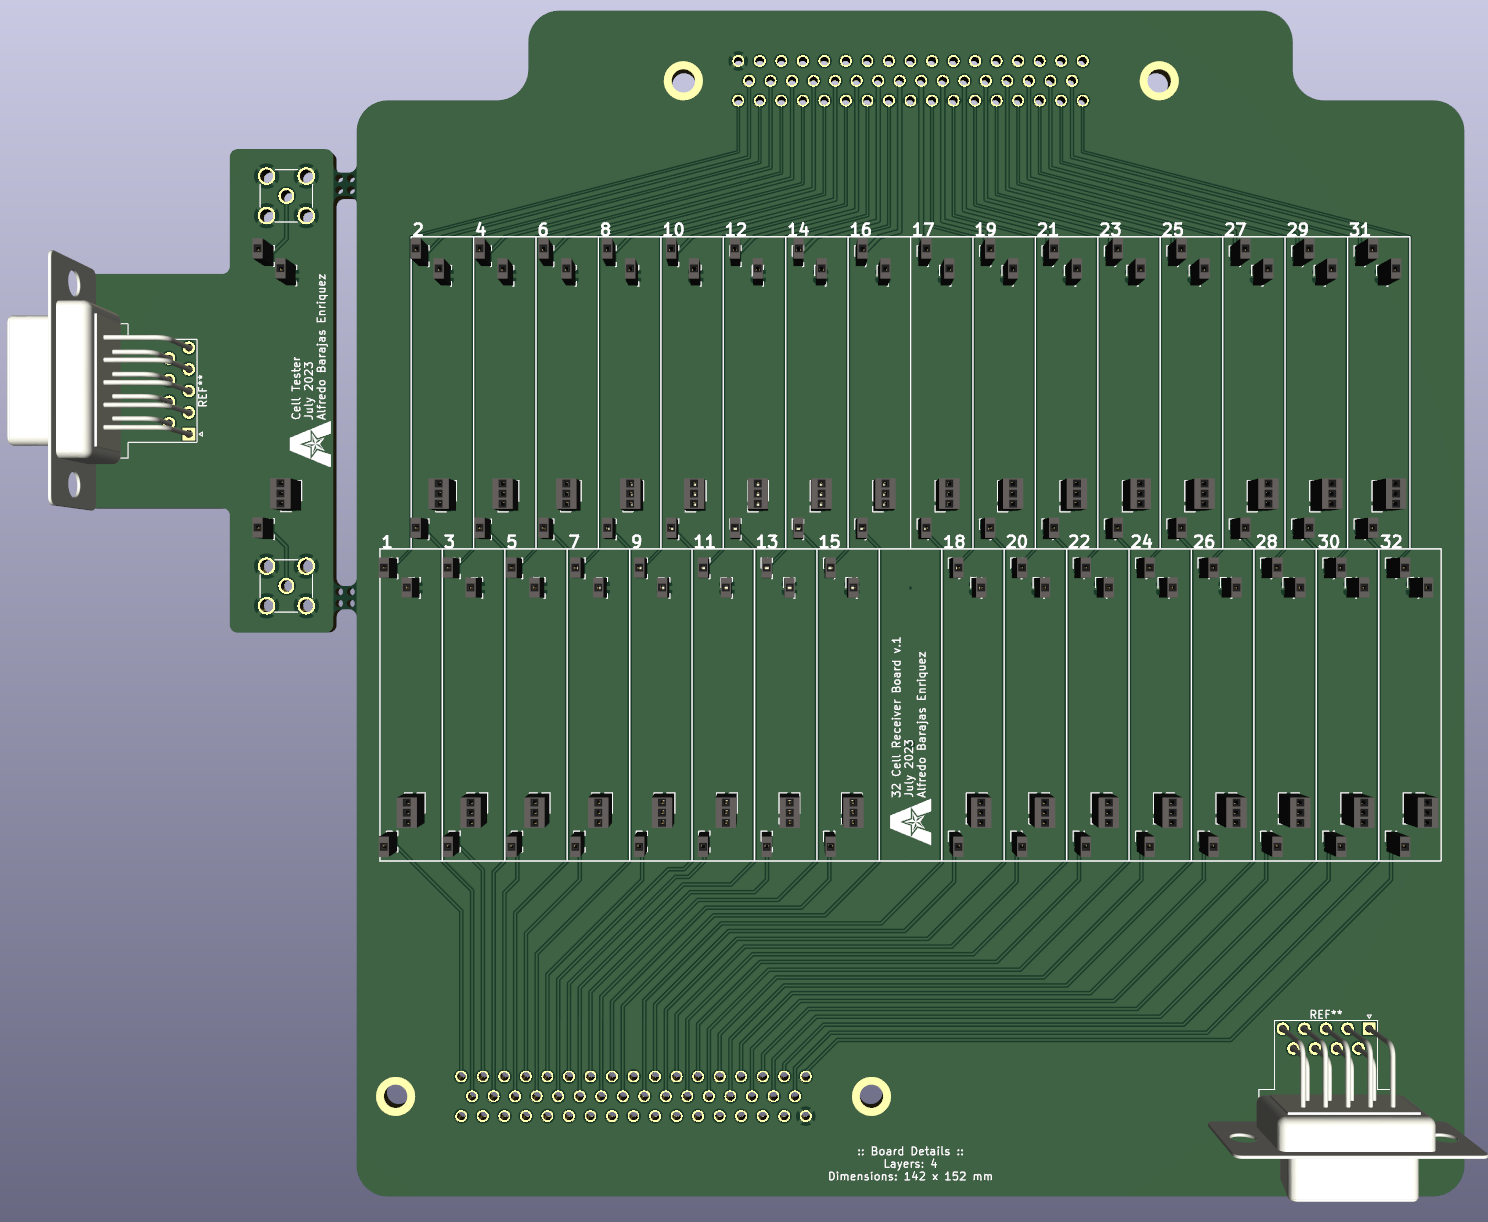 2 4 6 8 10 12 14 16 17 19 21 23 25 27 29 31
Cell Tester
July 2023
Alfredo Barajas Enriquez
REF**
1 3 5 7 9 11 13 15 18 20 22 24 26 28 30 32
32 Cell Receiver Board v.1
July 2023
Alfredo Barajas Enriquez
REF**
:: Board Details ::
Layers: 4
Dimensions: 142 x 152 mm